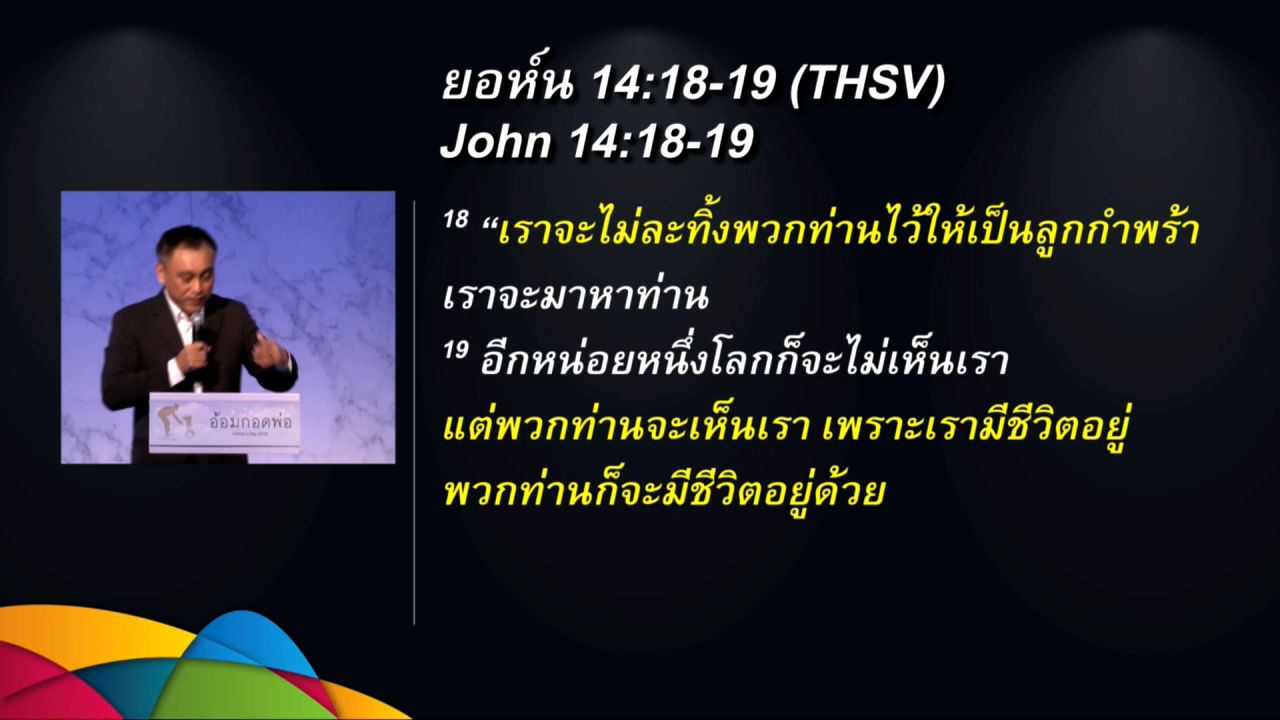 ยอห์น 14:18-19 (THSV)
John 14:18-19
18 “เราจะไม่ละทิ้งพวกท่านไว้ให้เป็นลูกกำพร้า
เราจะมาหาท่าน
19 อีกหน่อยหนึ่งโลกก็จะไม่เห็นเรา
แต่พวกท่านจะเห็นเรา เพราะเรามีชีวิตอยู่
พวกท่านก็จะมีชีวิตอยู่ด้วย
อ้อมกอดพ่อ